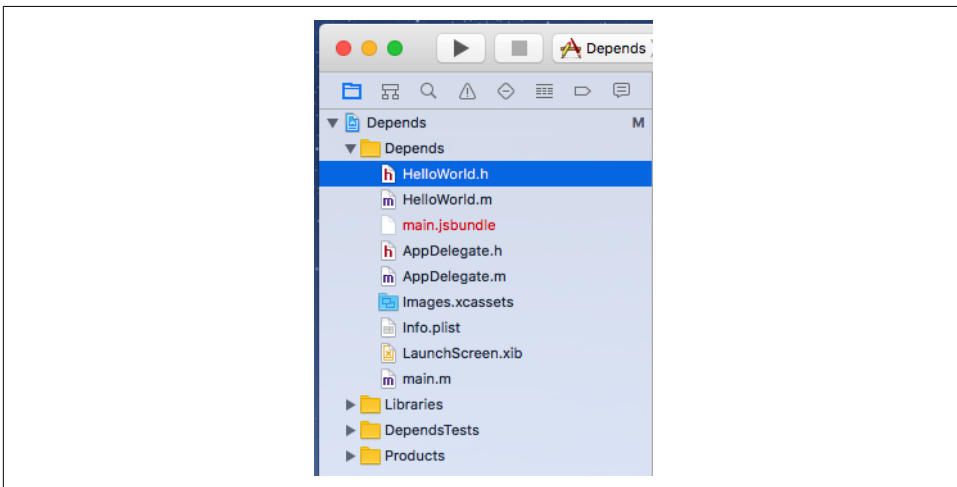 Depends
Depends M
Depends
h HelloWorld.h
m HelloWorld.m
main.jsbundle
h AppDelegate.h
m AppDelegate.m
Images.xcassets
Info.plist
LaunchScreen.xib
m main.m
Libraries
DependsTests
Products